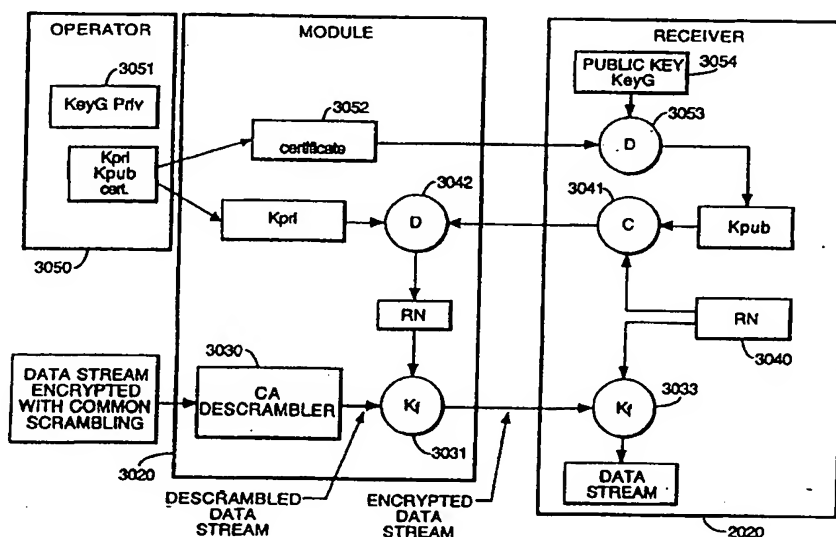 OPERATOR
MODULE
RECEIVER
3051
KeyG Priv
3052
certificate
PUBLIC KEY
KeyG
3054
3053
D
Kpri
Kpub
cert.
3042
3041
Kpri
D
C
Kpub
3050
RN
RN
3040
DATA STREAM
ENCRYPTED
WITH COMMON
SCRAMBLING
3030
CA
DESCRAMBLER
Kf
3031
Kf
3033
3020
DESCRAMBLED
DATA
STREAM
ENCRYPTED
DATA
STREAM
DATA
STREAM
2020